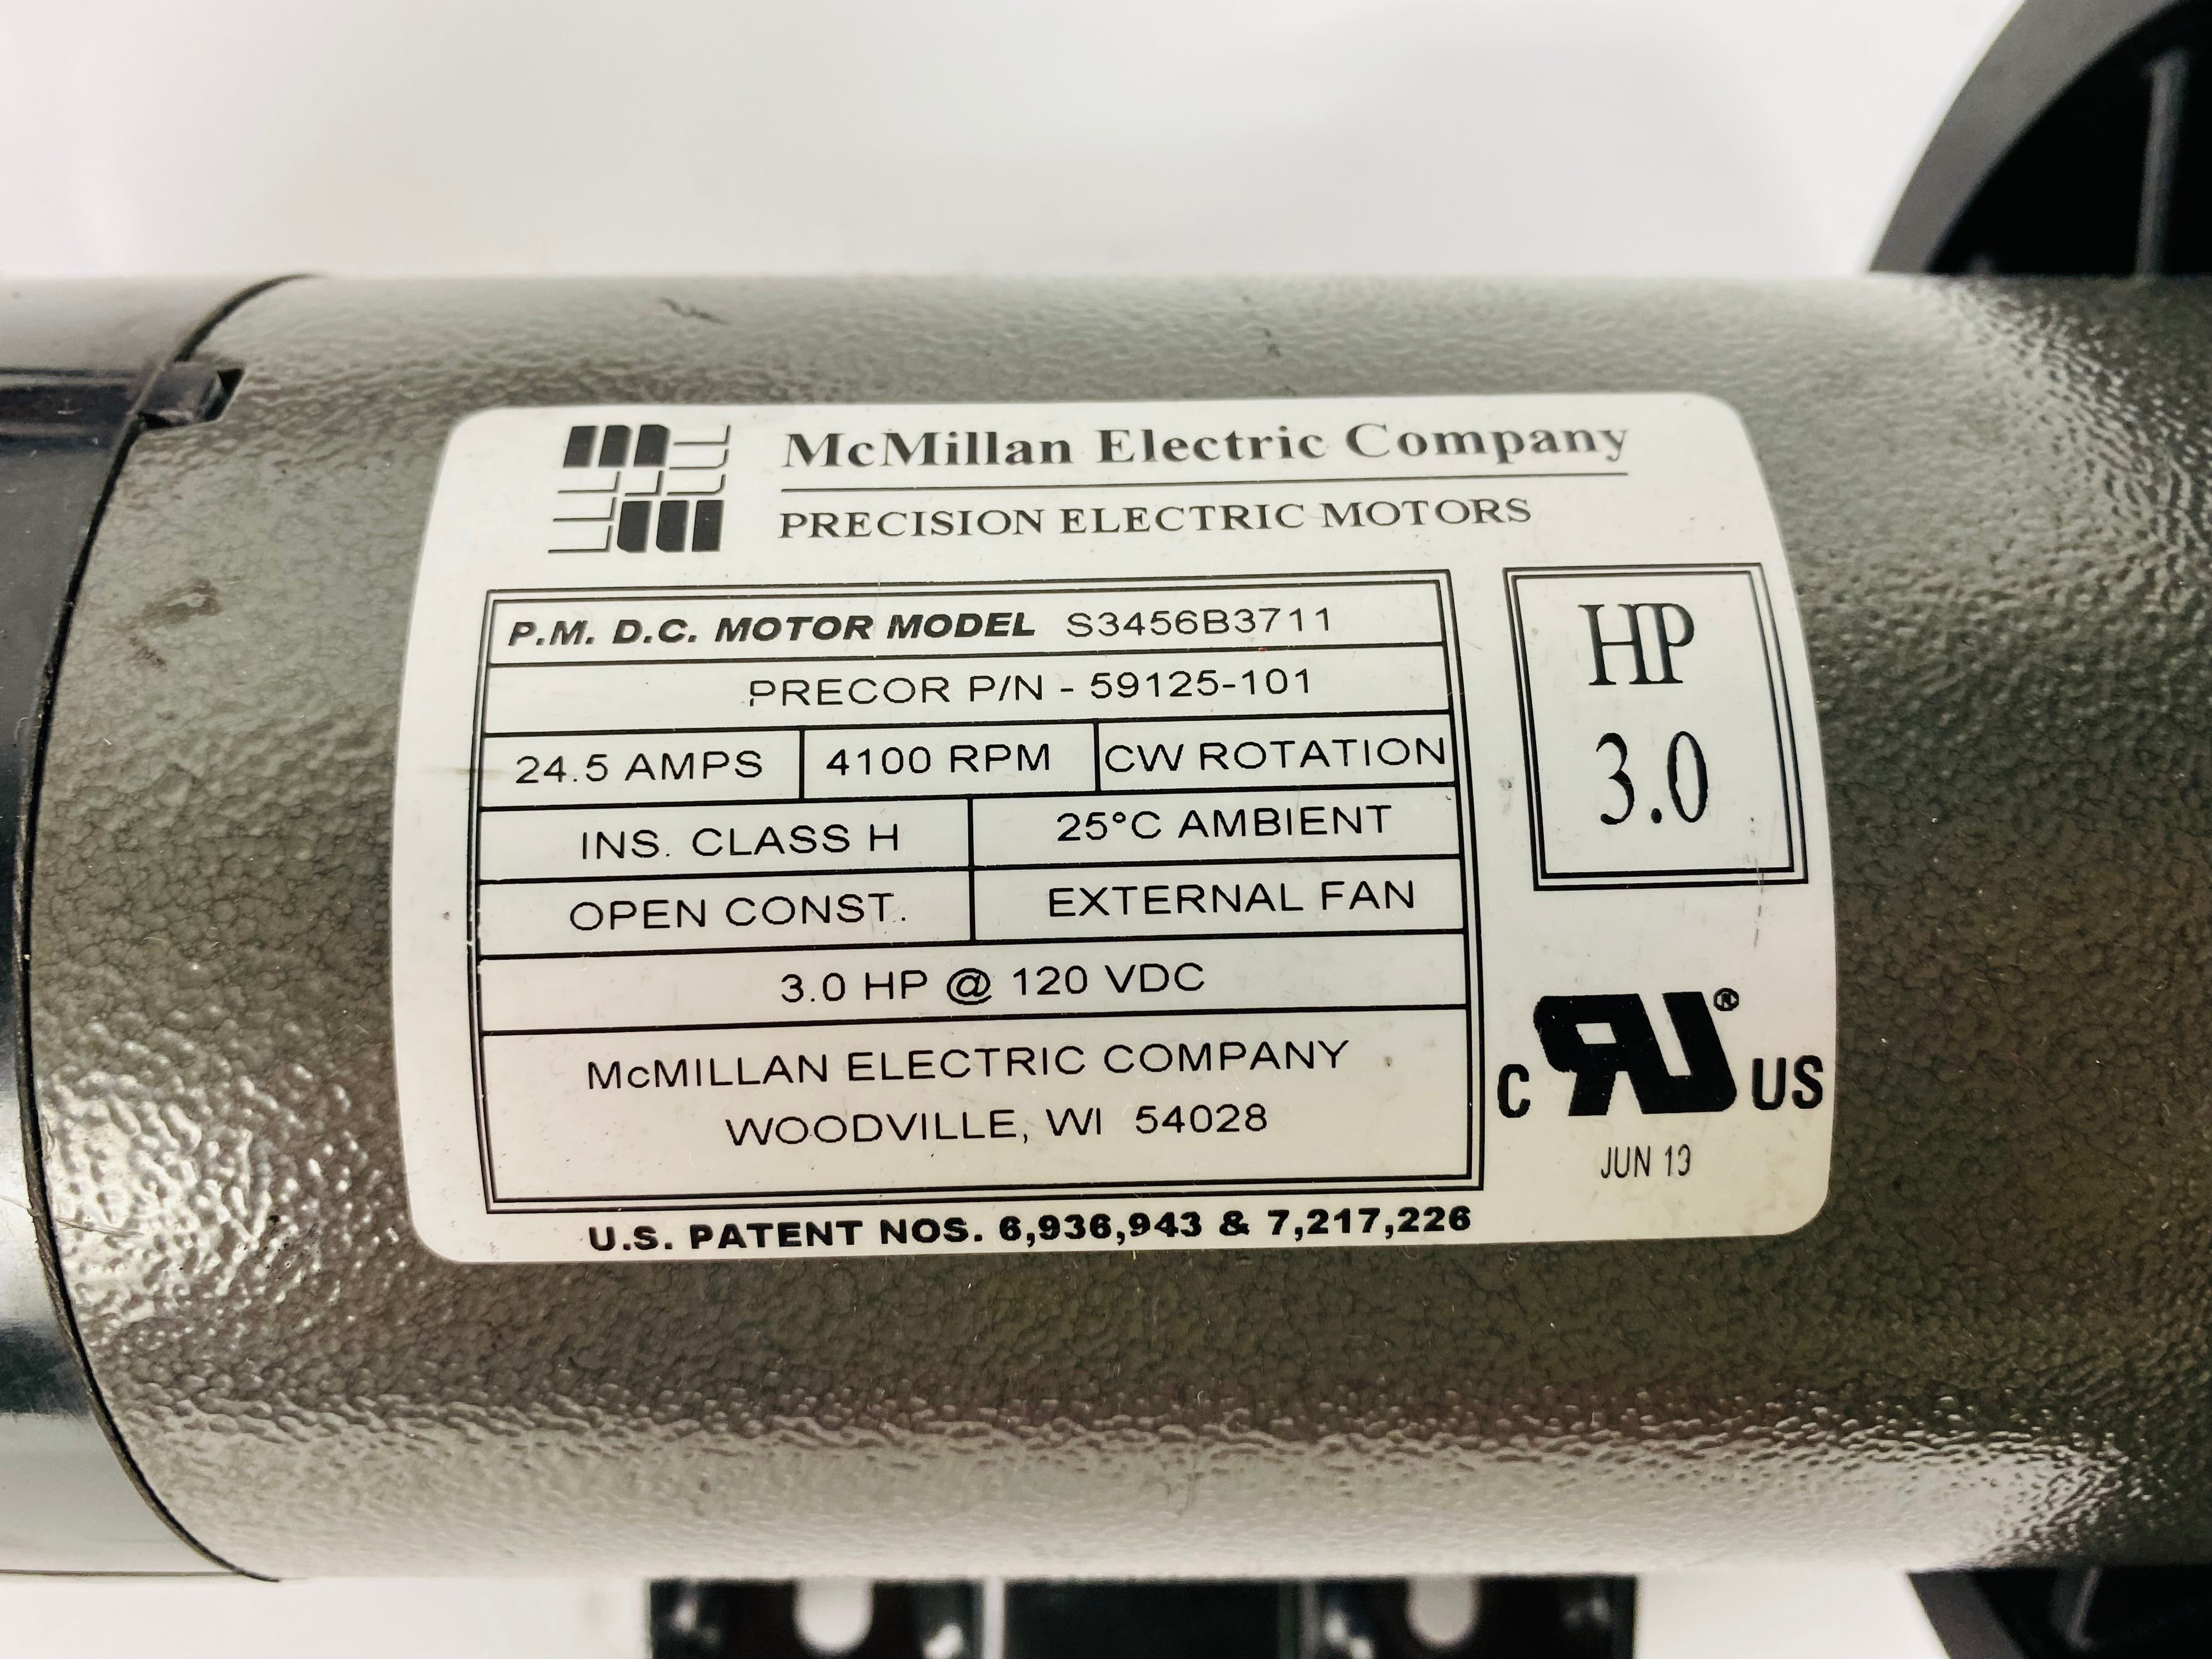 McMillan Electric Company
PRECISION ELECTRIC MOTORS
P.M. D.C. MOTOR MODEL S3456B3711
PRECOR P/N - 59125-101
24.5 AMPS 4100 RPM CW ROTATION
INS. CLASS H 25°C AMBIENT
OPEN CONST. EXTERNAL FAN
3.0 HP @ 120 VDC
McMILLAN ELECTRIC COMPANY
WOODVILLE, WI 54028
U.S. PATENT NOS. 6,936,943 & 7,217,226
HP
3.0
C RU® US
JUN 13